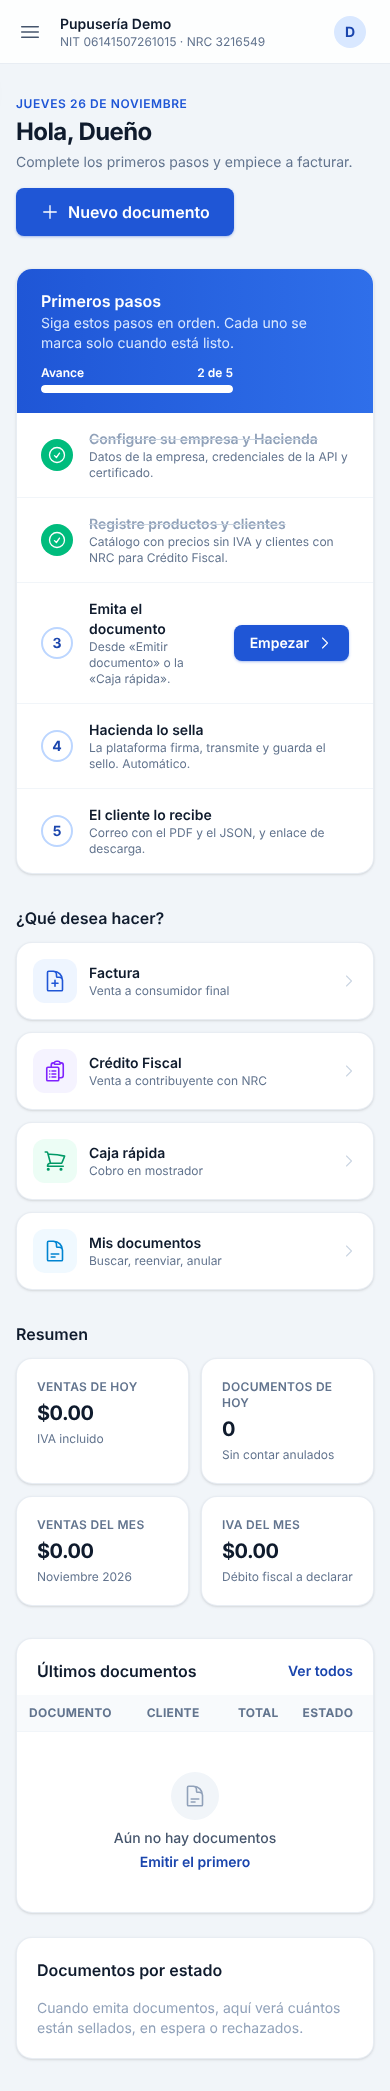 Pupusería Demo
NIT 06141507261015 · NRC 3216549
D
JUEVES 26 DE NOVIEMBRE
Hola, Dueño
Complete los primeros pasos y empiece a facturar.
Nuevo documento
Primeros pasos
Siga estos pasos en orden. Cada uno se
marca solo cuando está listo.
Avance 2 de 5
Configure su empresa y Hacienda
Datos de la empresa, credenciales de la API y
certificado.
Registre productos y clientes
Catálogo con precios sin IVA y clientes con
NRC para Crédito Fiscal.
3
Emita el
documento
Desde «Emitir
documento» o la
«Caja rápida».
Empezar
4
Hacienda lo sella
La plataforma firma, transmite y guarda el
sello. Automático.
5
El cliente lo recibe
Correo con el PDF y el JSON, y enlace de
descarga.
¿Qué desea hacer?
Factura
Venta a consumidor final
Crédito Fiscal
Venta a contribuyente con NRC
Caja rápida
Cobro en mostrador
Mis documentos
Buscar, reenviar, anular
Resumen
VENTAS DE HOY
$0.00
IVA incluido
DOCUMENTOS DE
HOY
0
Sin contar anulados
VENTAS DEL MES
$0.00
Noviembre 2026
IVA DEL MES
$0.00
Débito fiscal a declarar
Últimos documentos Ver todos
DOCUMENTO CLIENTE TOTAL ESTADO
Aún no hay documentos
Emitir el primero
Documentos por estado
Cuando emita documentos, aquí verá cuántos
están sellados, en espera o rechazados.